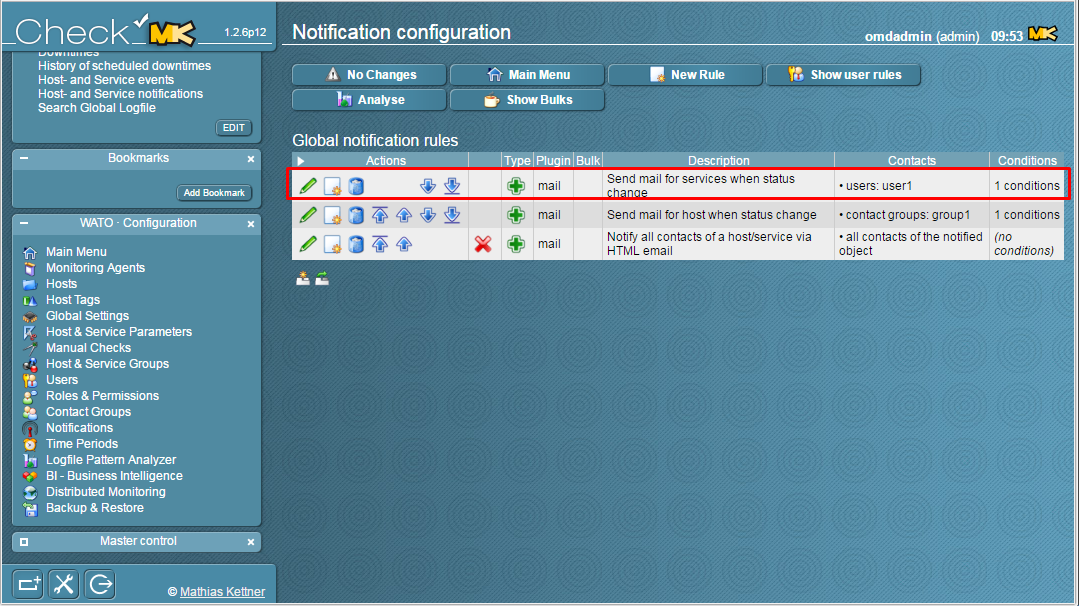 Check MK 1.2.6p12
Downtimes
History of scheduled downtimes
Host- and Service events
Host- and Service notifications
Search Global Logfile
EDIT
Bookmarks
Add Bookmark
WATO · Configuration
Main Menu
Monitoring Agents
Hosts
Host Tags
Global Settings
Host & Service Parameters
Manual Checks
Host & Service Groups
Users
Roles & Permissions
Contact Groups
Notifications
Time Periods
Logfile Pattern Analyzer
BI - Business Intelligence
Distributed Monitoring
Backup & Restore
Master control
© Mathias Kettner
Notification configuration
omdadmin (admin) 09:53 MK
No Changes Main Menu New Rule Show user rules
Analyse Show Bulks
Global notification rules
Actions Type Plugin Bulk Description Contacts Conditions
mail Send mail for services when status change • users: user1 1 conditions
mail Send mail for host when status change • contact groups: group1 1 conditions
mail Notify all contacts of a host/service via HTML email • all contacts of the notified object (no conditions)